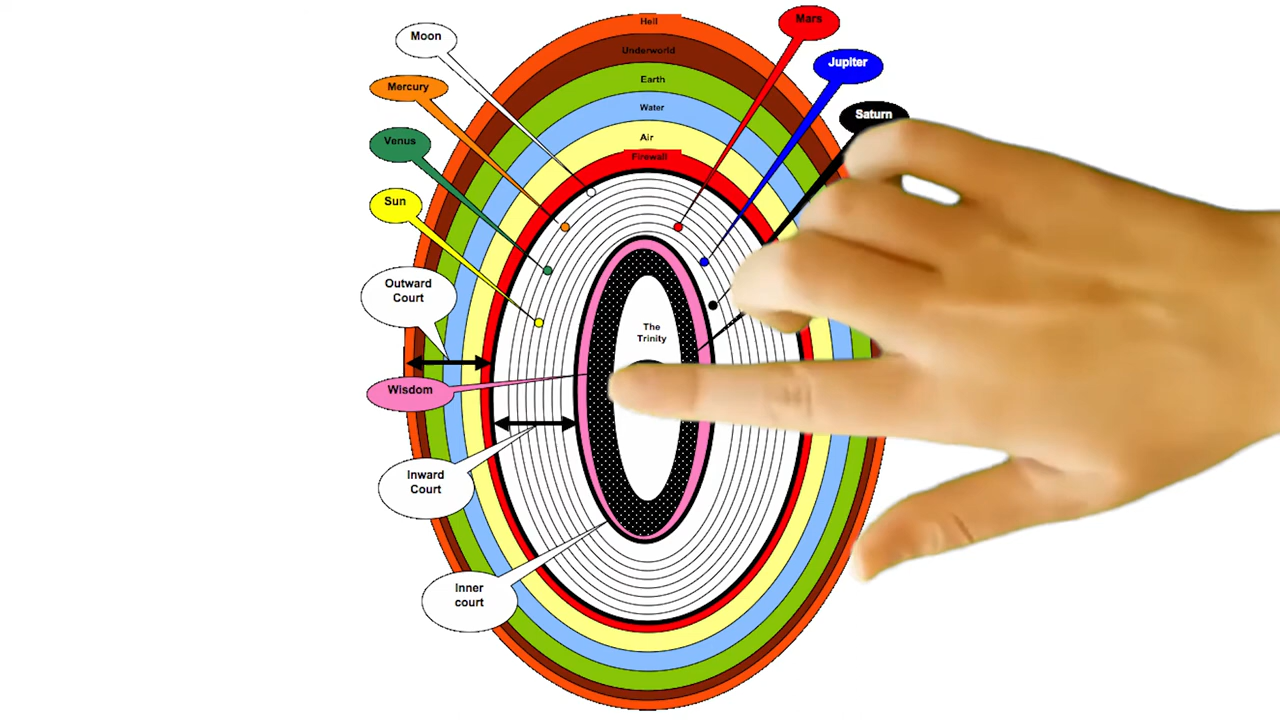 Hell
Underworld
Earth
Water
Air
Firewall
Moon
Mercury
Venus
Sun
Outward
Court
Wisdom
Inward
Court
Inner
court
Mars
Jupiter
Saturn
The
Trinity